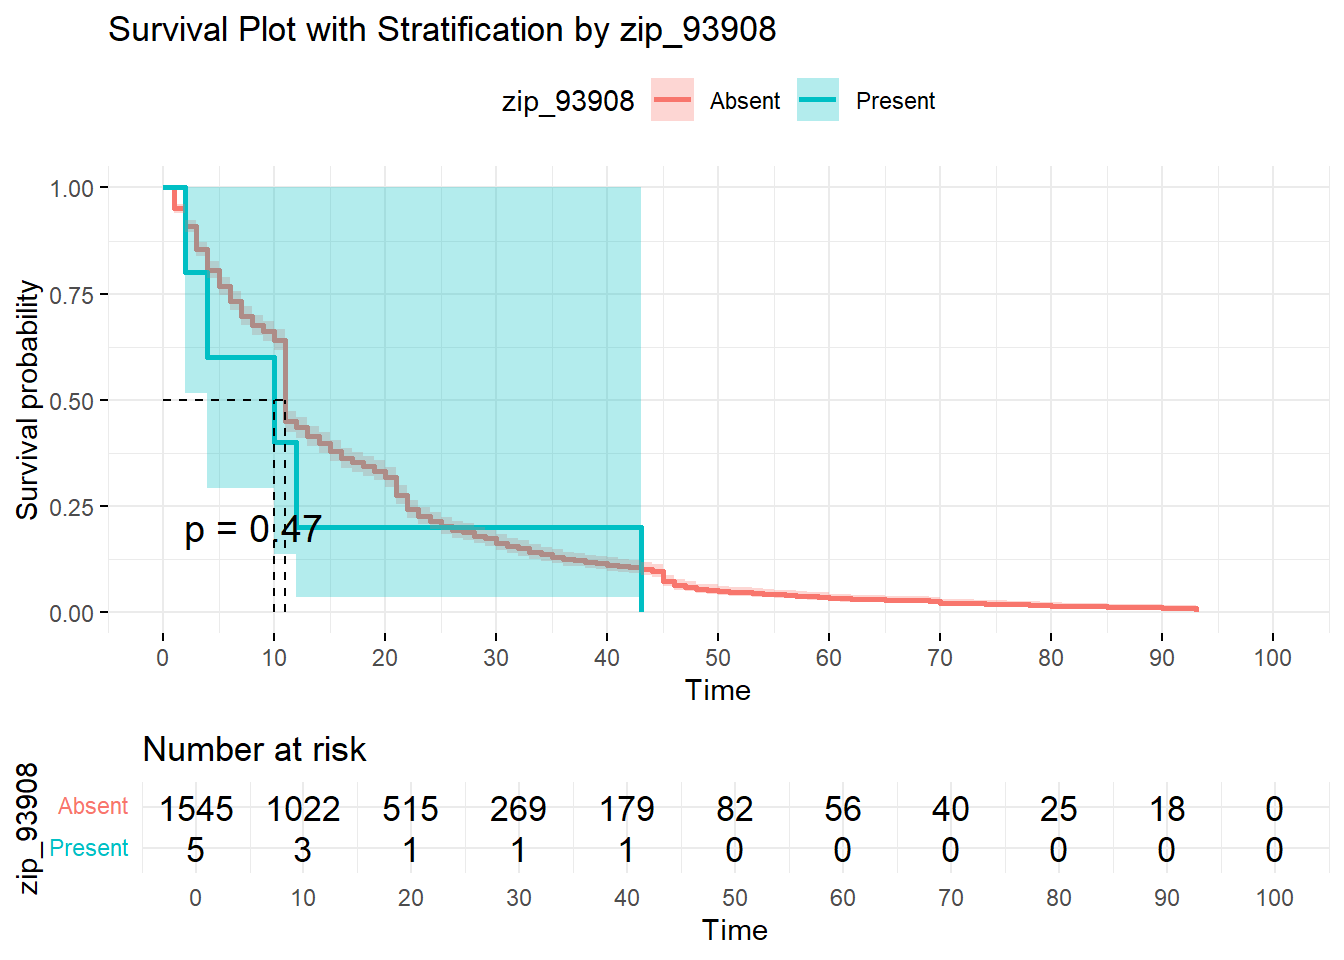 Survival Plot with Stratification by zip_93908
zip_93908 Absent Present
1.00
0.75
0.50
0.25
0.00
Survival probability
p = 0.47
0 10 20 30 40 50 60 70 80 90 100
Time
Number at risk
zip_93908
Absent 1545 1022 515 269 179 82 56 40 25 18 0
Present 5 3 1 1 1 0 0 0 0 0 0
0 10 20 30 40 50 60 70 80 90 100
Time